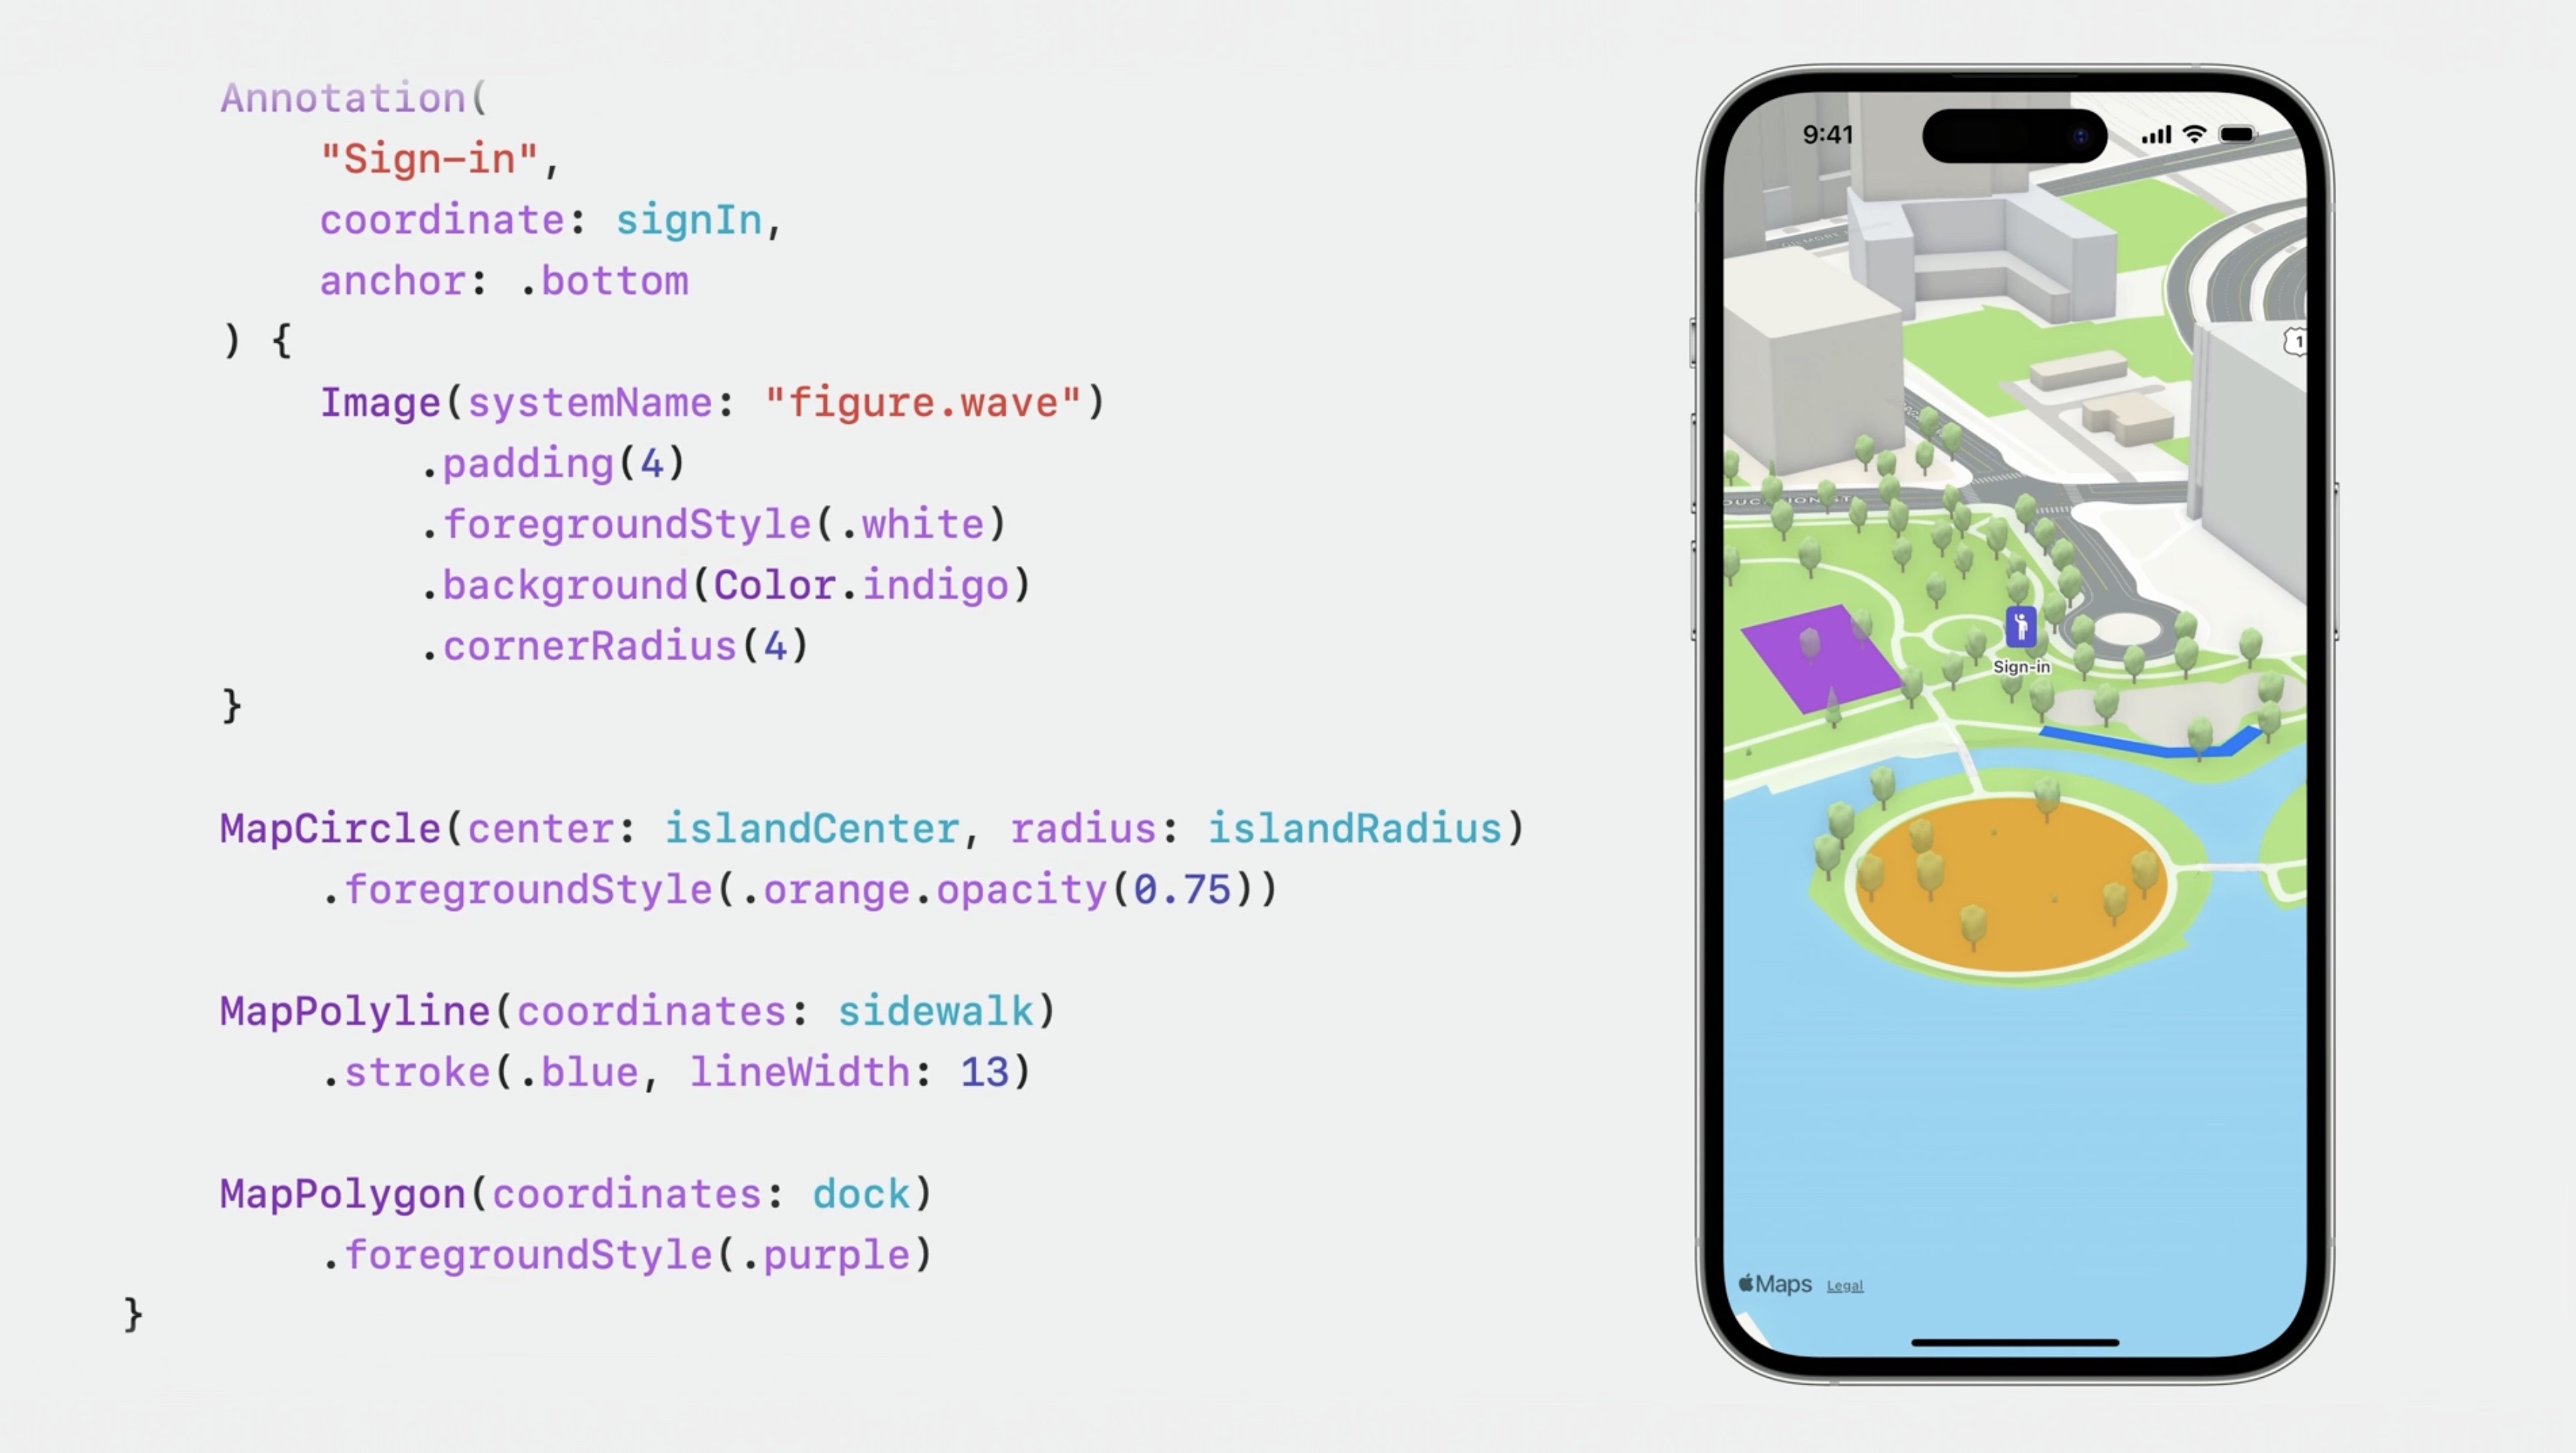 Annotation(
"Sign-in",
coordinate: signIn,
anchor: .bottom
) {
Image(systemName: "figure.wave")
.padding(4)
.foregroundStyle(.white)
.background(Color.indigo)
.cornerRadius(4)
}
MapCircle(center: islandCenter, radius: islandRadius)
.foregroundStyle(.orange.opacity(0.75))
MapPolyline(coordinates: sidewalk)
.stroke(.blue, lineWidth: 13)
MapPolygon(coordinates: dock)
.foregroundStyle(.purple)
}
9:41
1
Sign-in
Maps Legal